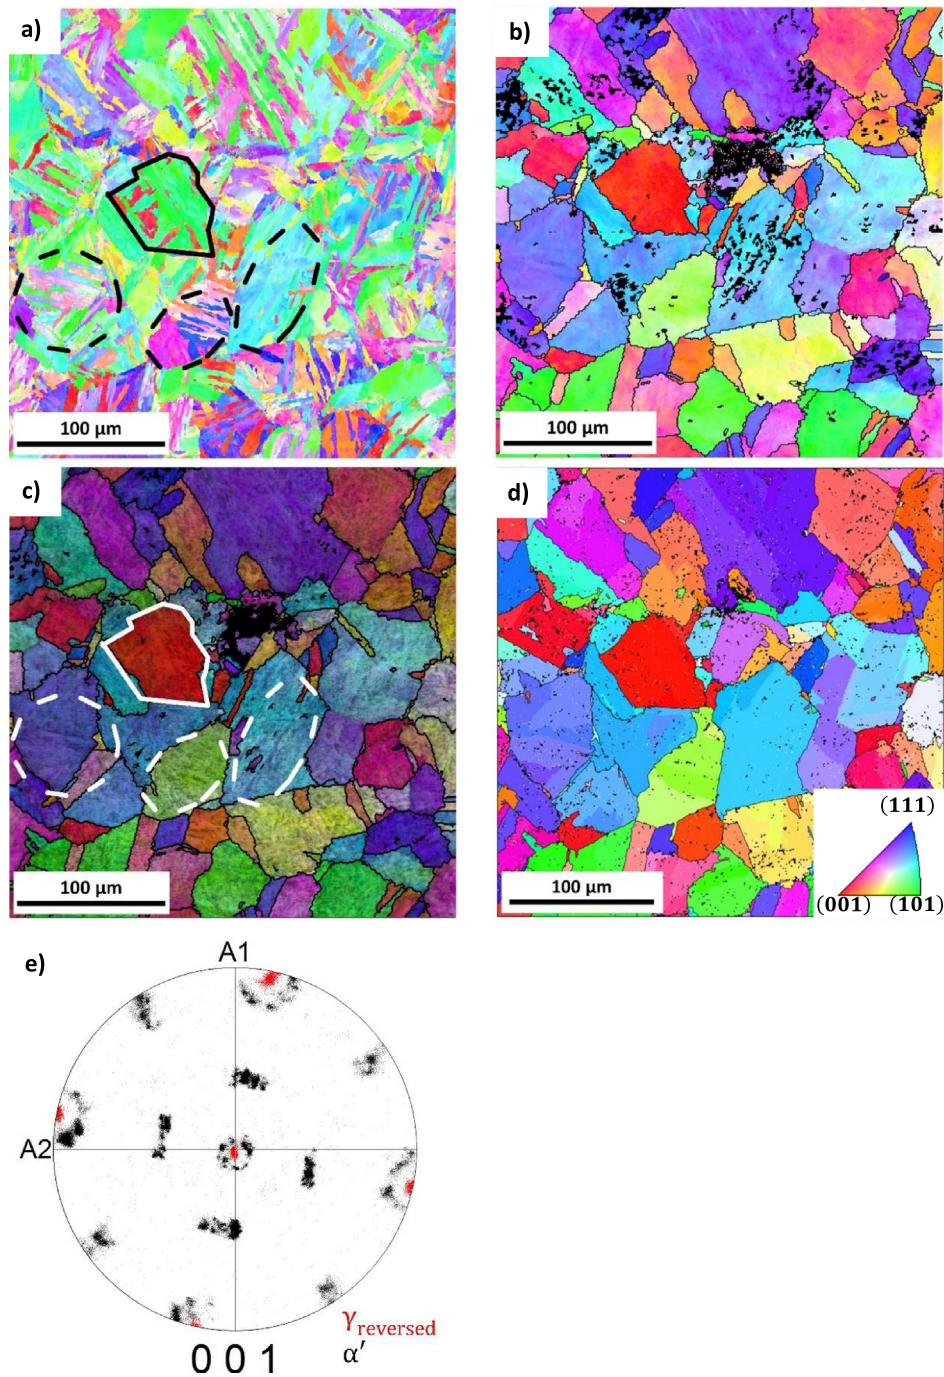 a)
b)
100 µm
100 µm
c)
d)
(111)
100 µm
100 µm
(001) (101)
e)
A1
A2
γreversed
α′
0 0 1